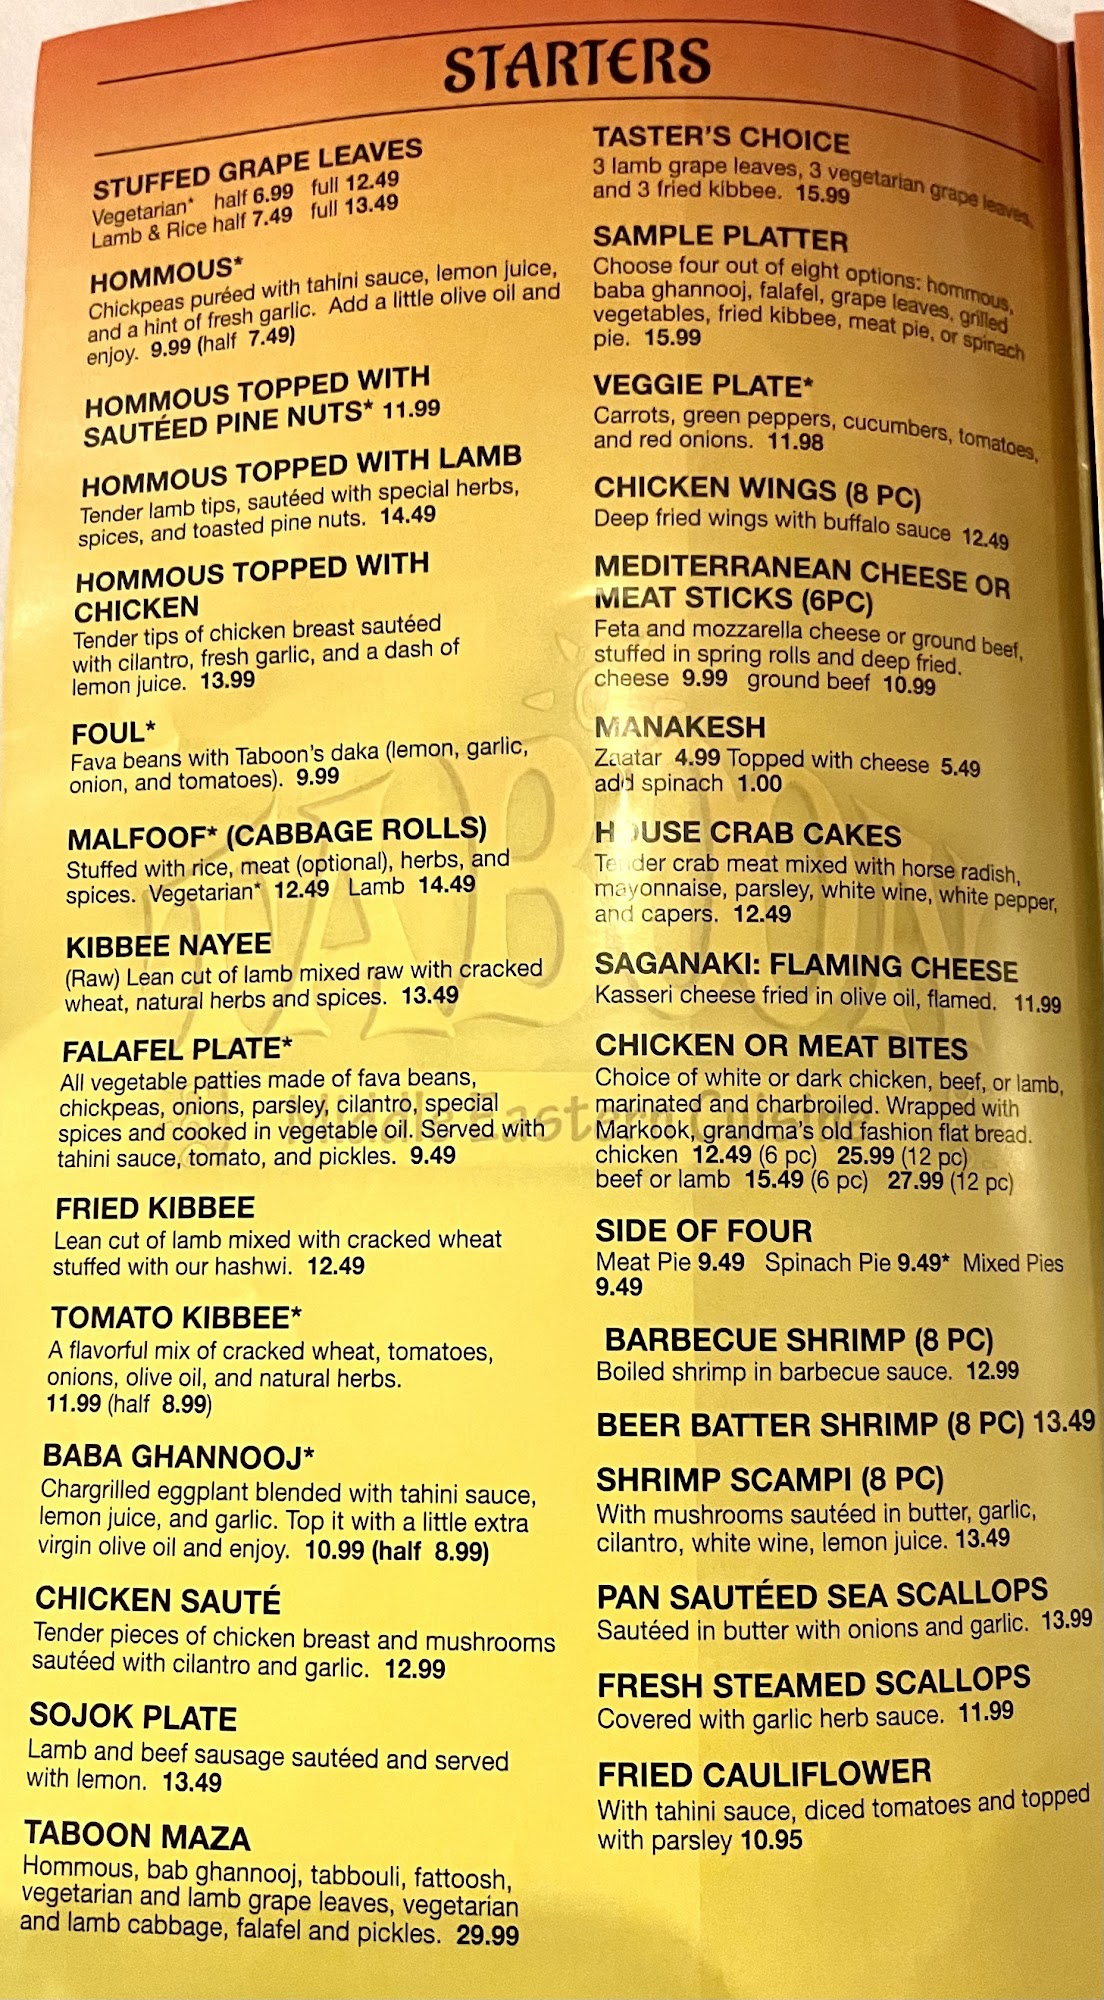 STARTERS
STUFFED GRAPE LEAVES
Vegetarian* half 6.99 full 12.49
Lamb & Rice half 7.49 full 13.49
HOMMOUS*
Chickpeas puréed with tahini sauce, lemon juice,
and a hint of fresh garlic. Add a little olive oil and
enjoy. 9.99 (half 7.49)
HOMMOUS TOPPED WITH
SAUTÉED PINE NUTS* 11.99
HOMMOUS TOPPED WITH LAMB
Tender lamb tips, sautéed with special herbs,
spices, and toasted pine nuts. 14.49
HOMMOUS TOPPED WITH
CHICKEN
Tender tips of chicken breast sautéed
with cilantro, fresh garlic, and a dash of
lemon juice. 13.99
FOUL*
Fava beans with Taboon's daka (lemon, garlic,
onion, and tomatoes). 9.99
MALFOOF* (CABBAGE ROLLS)
Stuffed with rice, meat (optional), herbs, and
spices. Vegetarian* 12.49 Lamb 14.49
KIBBEE NAYEE
(Raw) Lean cut of lamb mixed raw with cracked
wheat, natural herbs and spices. 13.49
FALAFEL PLATE*
All vegetable patties made of fava beans,
chickpeas, onions, parsley, cilantro, special
spices and cooked in vegetable oil. Served with
tahini sauce, tomato, and pickles. 9.49
FRIED KIBBEE
Lean cut of lamb mixed with cracked wheat
stuffed with our hashwi. 12.49
TOMATO KIBBEE*
A flavorful mix of cracked wheat, tomatoes,
onions, olive oil, and natural herbs.
11.99 (half 8.99)
BABA GHANNOOJ*
Chargrilled eggplant blended with tahini sauce,
lemon juice, and garlic. Top it with a little extra
virgin olive oil and enjoy. 10.99 (half 8.99)
CHICKEN SAUTÉ
Tender pieces of chicken breast and mushrooms
sautéed with cilantro and garlic. 12.99
SOJOK PLATE
Lamb and beef sausage sautéed and served
with lemon. 13.49
TABOON MAZA
Hommous, bab ghannooj, tabbouli, fattoosh,
vegetarian and lamb grape leaves, vegetarian
and lamb cabbage, falafel and pickles. 29.99
TASTER'S CHOICE
3 lamb grape leaves, 3 vegetarian grape leaves,
and 3 fried kibbee. 15.99
SAMPLE PLATTER
Choose four out of eight options: hommous,
baba ghannooj, falafel, grape leaves, grilled
vegetables, fried kibbee, meat pie, or spinach
pie. 15.99
VEGGIE PLATE*
Carrots, green peppers, cucumbers, tomatoes,
and red onions. 11.98
CHICKEN WINGS (8 PC)
Deep fried wings with buffalo sauce 12.49
MEDITERRANEAN CHEESE OR
MEAT STICKS (6PC)
Feta and mozzarella cheese or ground beef,
stuffed in spring rolls and deep fried.
cheese 9.99 ground beef 10.99
MANAKESH
Zaatar 4.99 Topped with cheese 5.49
add spinach 1.00
HOUSE CRAB CAKES
Tender crab meat mixed with horse radish,
mayonnaise, parsley, white wine, white pepper,
and capers. 12.49
SAGANAKI: FLAMING CHEESE
Kasseri cheese fried in olive oil, flamed. 11.99
CHICKEN OR MEAT BITES
Choice of white or dark chicken, beef, or lamb,
marinated and charbroiled. Wrapped with
Markook, grandma's old fashion flat bread.
chicken 12.49 (6 pc) 25.99 (12 pc)
beef or lamb 15.49 (6 pc) 27.99 (12 pc)
SIDE OF FOUR
Meat Pie 9.49 Spinach Pie 9.49* Mixed Pies
9.49
BARBECUE SHRIMP (8 PC)
Boiled shrimp in barbecue sauce. 12.99
BEER BATTER SHRIMP (8 PC) 13.49
SHRIMP SCAMPI (8 PC)
With mushrooms sautéed in butter, garlic,
cilantro, white wine, lemon juice. 13.49
PAN SAUTÉED SEA SCALLOPS
Sautéed in butter with onions and garlic. 13.99
FRESH STEAMED SCALLOPS
Covered with garlic herb sauce. 11.99
FRIED CAULIFLOWER
With tahini sauce, diced tomatoes and topped
with parsley 10.95
TABOON
Middle Eastern Cuisine